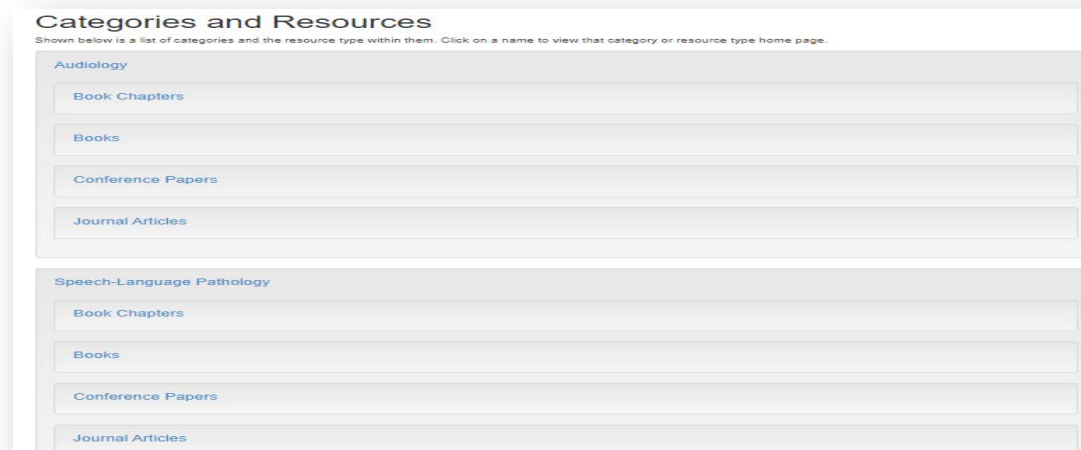 Categories and Resources
Shown below is a list of categories and the resource type within them. Click on a name to view that category or resource type home page.
Audiology
Book Chapters
Books
Conference Papers
Journal Articles
Speech-Language Pathology
Book Chapters
Books
Conference Papers
Journal Articles